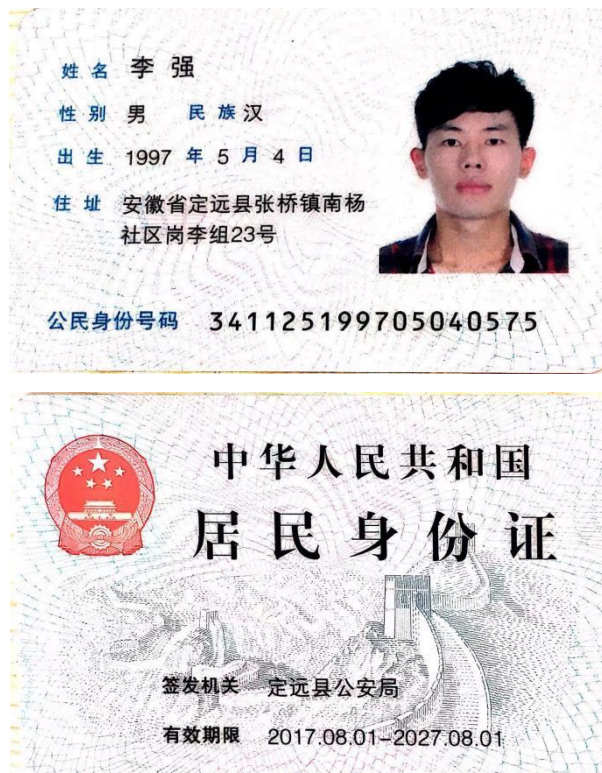 姓名 李强
性别 男 民族 汉
出生 1997 年 5 月 4 日
住址 安徽省定远县张桥镇南杨
社区岗李组23号
公民身份号码 341125199705040575
中华人民共和国
居民身份证
签发机关 定远县公安局
有效期限 2017.08.01-2027.08.01